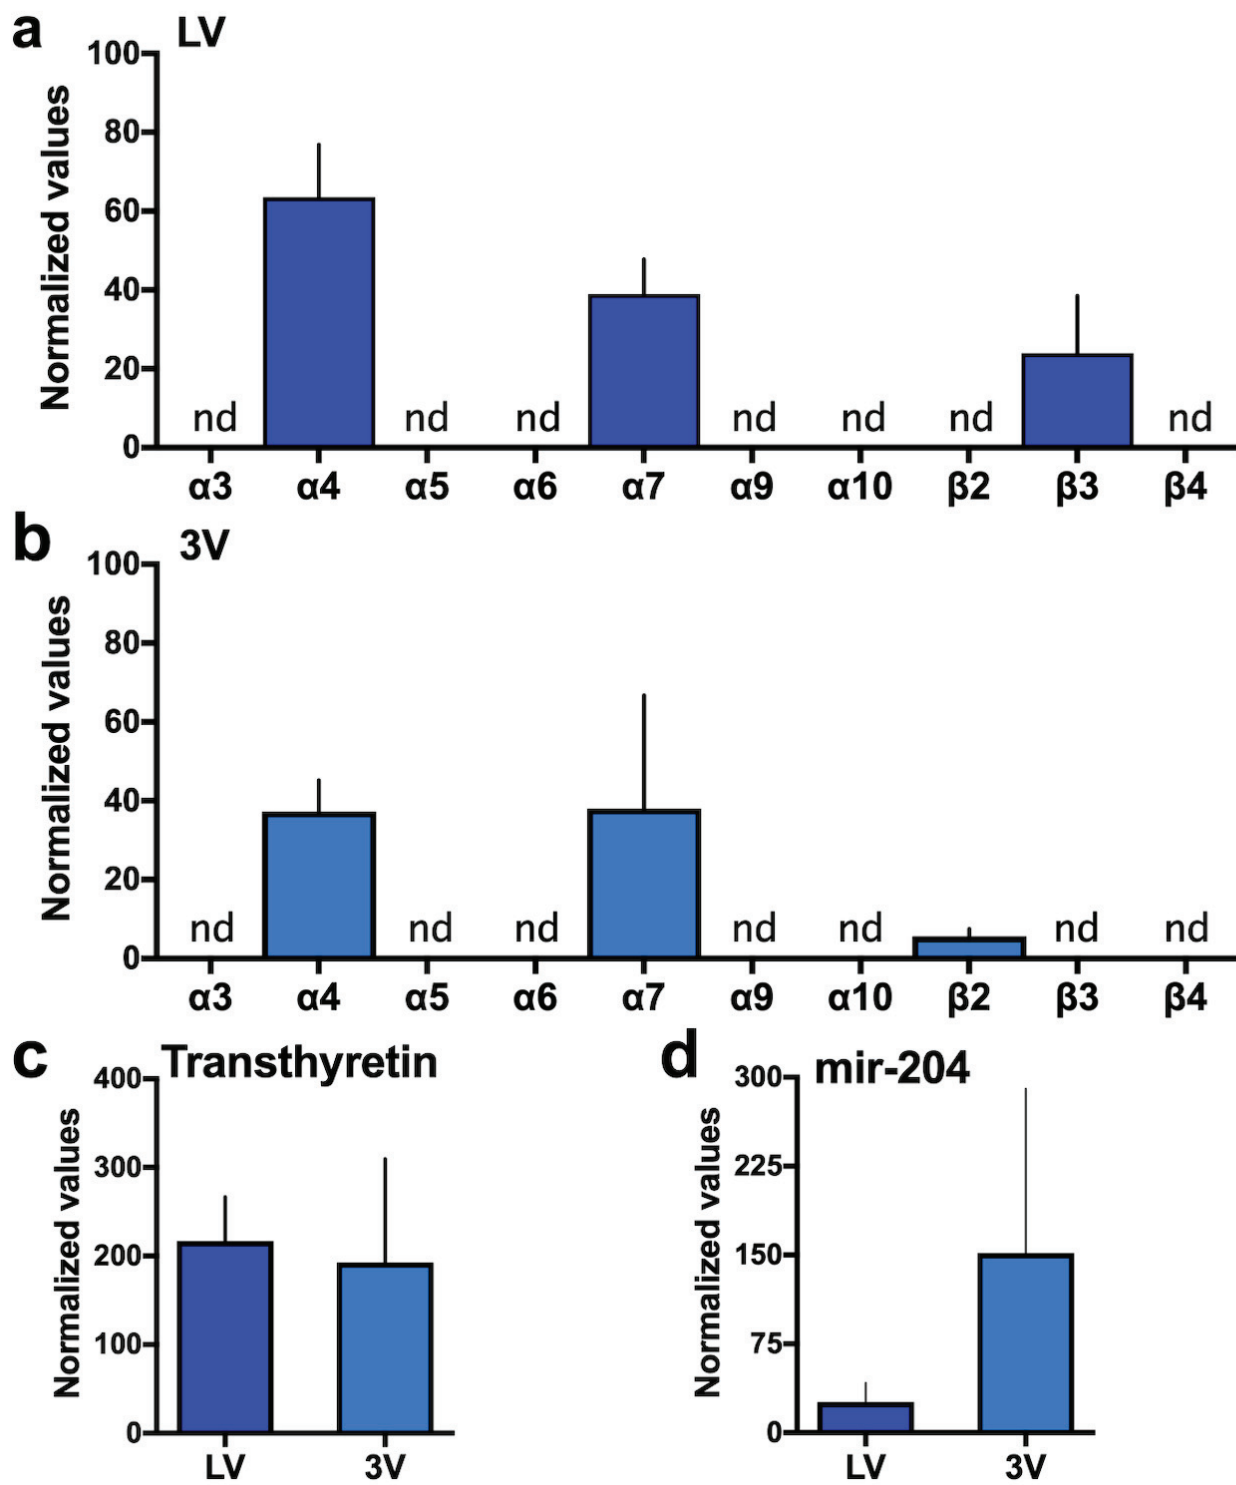 a LV
100
80
60
40
20
0
Normalized values
nd nd nd nd nd nd nd
α3 α4 α5 α6 α7 α9 α10 β2 β3 β4
b 3V
100
80
60
40
20
0
Normalized values
nd nd nd nd nd nd nd
α3 α4 α5 α6 α7 α9 α10 β2 β3 β4
c Transthyretin
400
300
200
100
0
Normalized values
LV 3V
d mir-204
300
225
150
75
0
Normalized values
LV 3V